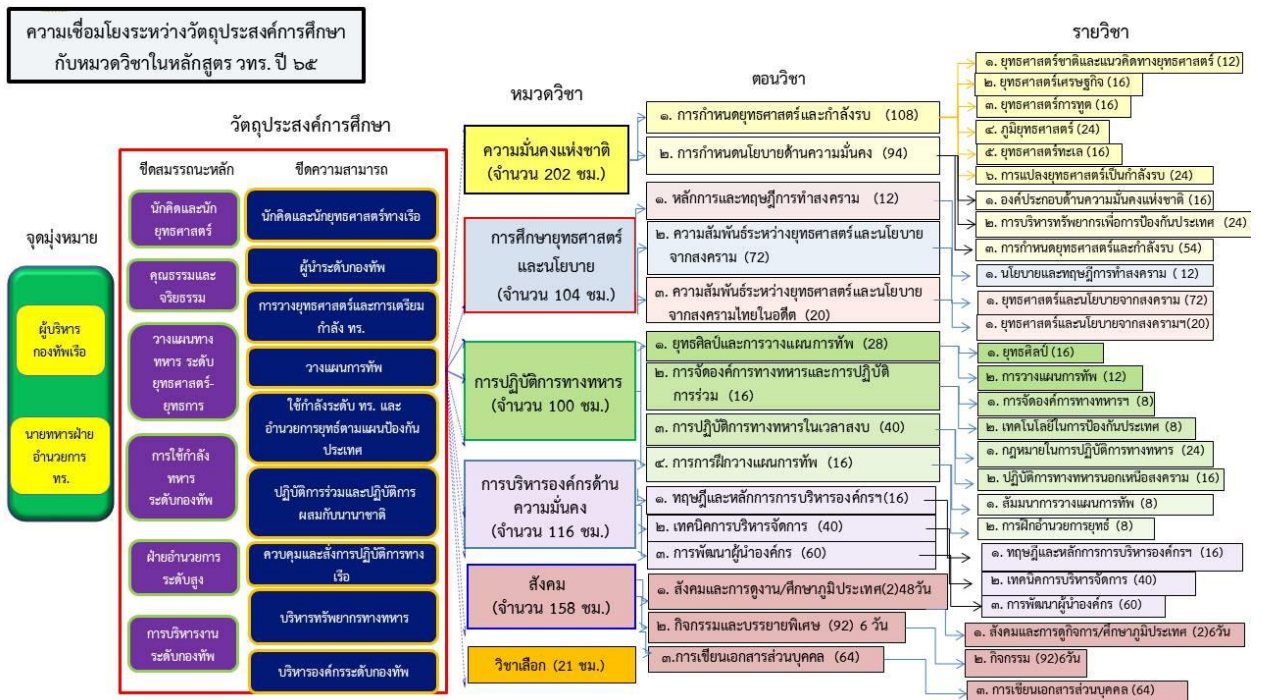 ความเชื่อมโยงระหว่างวัตถุประสงค์การศึกษา
กับหมวดวิชาในหลักสูตร วทร. ปี ๖๕
จุดมุ่งหมาย
ผู้บริหาร
กองทัพเรือ
นายทหารฝ่าย
อำนวยการ
ทร.
วัตถุประสงค์การศึกษา
ขีดสมรรถนะหลัก
นักคิดและนัก
ยุทธศาสตร์
คุณธรรมและ
จริยธรรม
วางแผนทาง
ทหาร ระดับ
ยุทธศาสตร์-
ยุทธการ
การใช้กำลัง
ทหาร
ระดับกองทัพ
ฝ่ายอำนวยการ
ระดับสูง
การบริหารงาน
ระดับกองทัพ
ขีดความสามารถ
นักคิดและนักยุทธศาสตร์ทางเรือ
ผู้นำระดับกองทัพ
การวางยุทธศาสตร์และการเตรียม
กำลัง ทร.
วางแผนการทัพ
ใช้กำลังระดับ ทร. และ
อำนวยการยุทธ์ตามแผนป้องกัน
ประเทศ
ปฏิบัติการร่วมและปฏิบัติการ
ผสมกับนานาชาติ
ควบคุมและสั่งการปฏิบัติการทาง
เรือ
บริหารทรัพยากรทางทหาร
บริหารองค์กรระดับกองทัพ
หมวดวิชา
ความมั่นคงแห่งชาติ
(จำนวน 202 ชม.)
การศึกษายุทธศาสตร์
และนโยบาย
(จำนวน 104 ชม.)
การปฏิบัติการทางทหาร
(จำนวน 100 ชม.)
การบริหารองค์กรด้าน
ความมั่นคง
(จำนวน 116 ชม.)
สังคม
(จำนวน 158 ชม.)
วิชาเลือก (21 ชม.)
ตอนวิชา
๑. การกำหนดยุทธศาสตร์และกำลังรบ (108)
๒. การกำหนดนโยบายด้านความมั่นคง (94)
๑. หลักการและทฤษฎีการทำสงคราม (12)
๒. ความสัมพันธ์ระหว่างยุทธศาสตร์และนโยบาย
จากสงคราม (72)
๓. ความสัมพันธ์ระหว่างยุทธศาสตร์และนโยบาย
จากสงครามไทยในอดีต (20)
๑. ยุทธศิลป์และการวางแผนการทัพ (28)
๒. การจัดองค์การทางทหารและการปฏิบัติ
การร่วม (16)
๓. การปฏิบัติการทางทหารในเวลาสงบ (40)
๔. การการฝึกวางแผนการทัพ (16)
๑. ทฤษฎีและหลักการการบริหารองค์กรฯ(16)
๒. เทคนิคการบริหารจัดการ (40)
๓. การพัฒนาผู้นำองค์กร (60)
๑. สังคมและการดูงาน/ศึกษาภูมิประเทศ(2)48วัน
๒. กิจกรรมและบรรยายพิเศษ (92) 6 วัน
๓.การเขียนเอกสารส่วนบุคคล (64)
รายวิชา
๑. ยุทธศาสตร์ชาติและแนวคิดทางยุทธศาสตร์ (12)
๒. ยุทธศาสตร์เศรษฐกิจ (16)
๓. ยุทธศาสตร์การทูต (16)
๔. ภูมิยุทธศาสตร์ (24)
๕. ยุทธศาสตร์ทะเล (16)
๖. การแปลงยุทธศาสตร์เป็นกำลังรบ (24)
๑. องค์ประกอบด้านความมั่นคงแห่งชาติ (16)
๒. การบริหารทรัพยากรเพื่อการป้องกันประเทศ (24)
๓. การกำหนดยุทธศาสตร์และกำลังรบ (54)
๑. นโยบายและทฤษฎีการทำสงคราม ( 12)
๑. ยุทธศาสตร์และนโยบายจากสงคราม (72)
๑. ยุทธศาสตร์และนโยบายจากสงครามฯ(20)
๑. ยุทธศิลป์ (16)
๒. การวางแผนการทัพ (12)
๑. การจัดองค์การทางทหารฯ (8)
๒. เทคโนโลยีในการป้องกันประเทศ (8)
๑. กฎหมายในการปฏิบัติการทางทหาร (24)
๒. ปฏิบัติการทางทหารนอกเหนือสงคราม (16)
๑. สัมมนาการวางแผนการทัพ (8)
๒. การฝึกอำนวยการยุทธ์ (8)
๑. ทฤษฎีและหลักการการบริหารองค์กรฯ (16)
๒. เทคนิคการบริหารจัดการ (40)
๓. การพัฒนาผู้นำองค์กร (60)
๑. สังคมและการดูกิจการ/ศึกษาภูมิประเทศ (2)6วัน
๒. กิจกรรม (92)6วัน
๓. การเขียนเอกสารส่วนบุคคล (64)